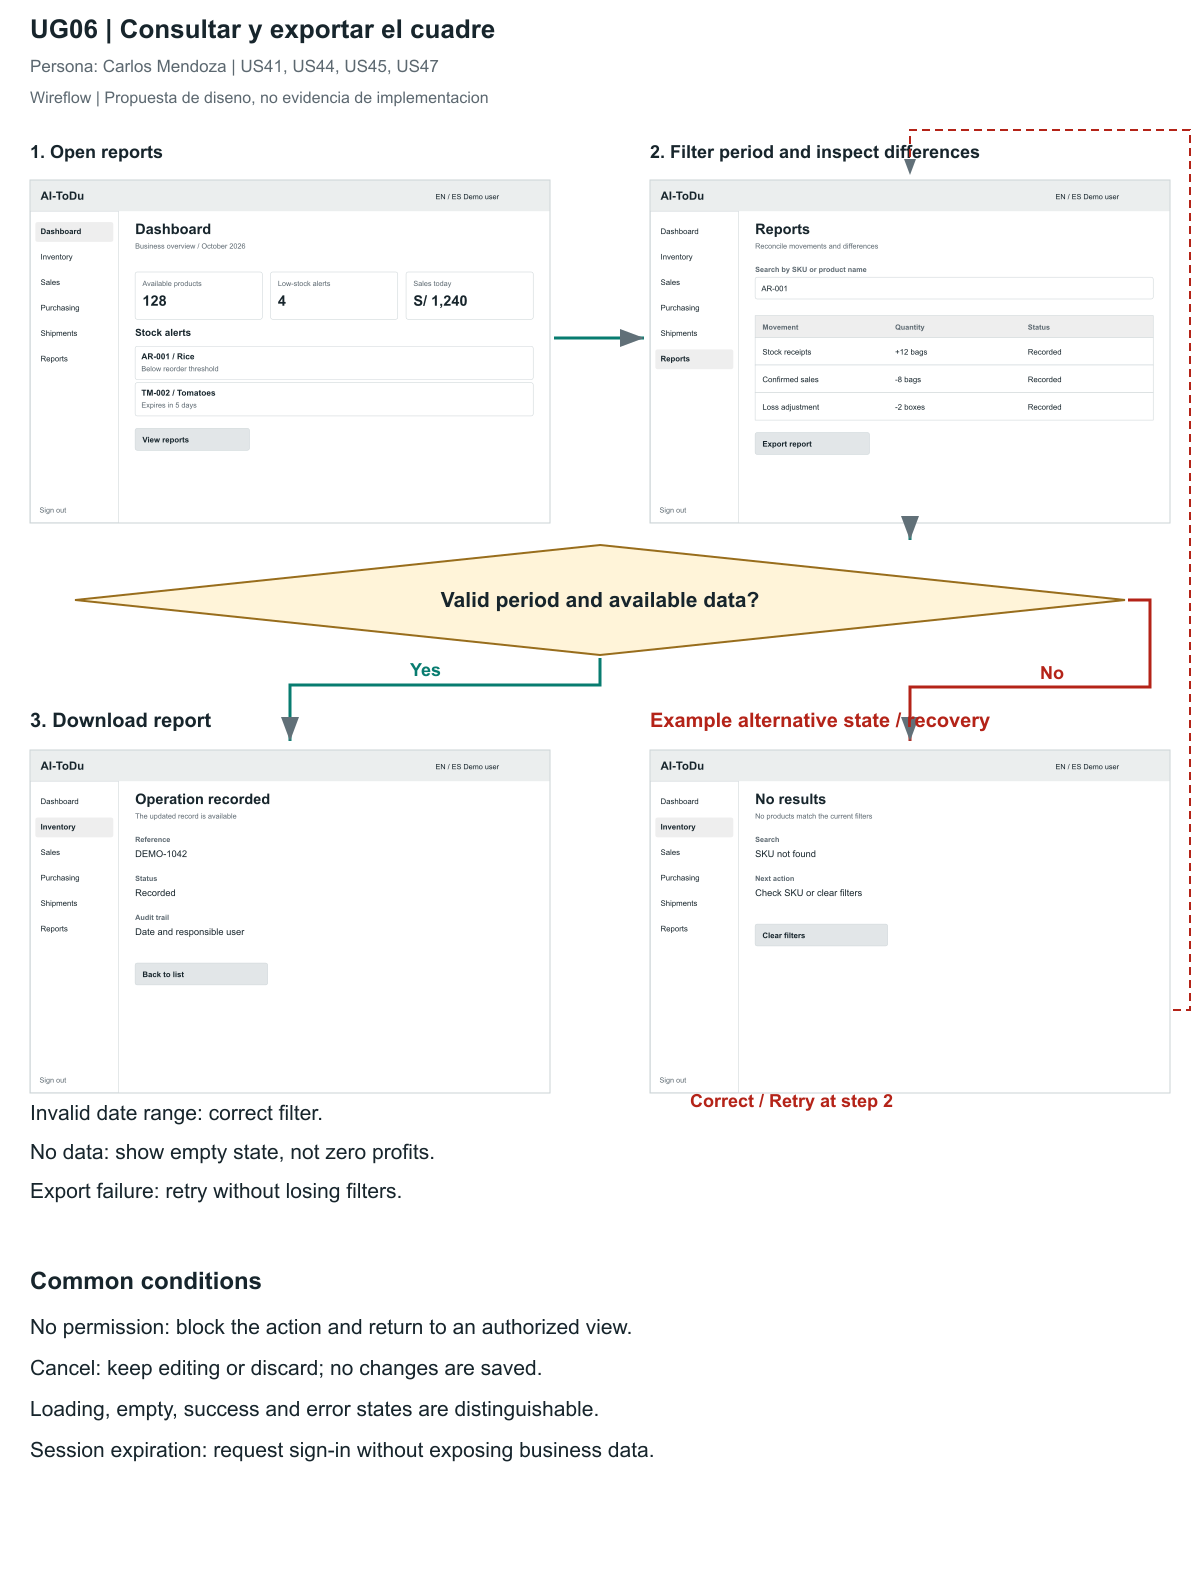 UG06 | Consultar y exportar el cuadre
Persona: Carlos Mendoza | US41, US44, US45, US47
Wireflow | Propuesta de diseno, no evidencia de implementacion
1. Open reports
AI-ToDu
EN / ES Demo user
Dashboard
Inventory
Sales
Purchasing
Shipments
Reports
Sign out
Dashboard
Business overview / October 2026
Available products
128
Low-stock alerts
4
Sales today
S/ 1,240
Stock alerts
AR-001 / Rice
Below reorder threshold
TM-002 / Tomatoes
Expires in 5 days
View reports
2. Filter period and inspect differences
AI-ToDu
EN / ES Demo user
Dashboard
Inventory
Sales
Purchasing
Shipments
Reports
Sign out
Reports
Reconcile movements and differences
Search by SKU or product name
AR-001
Movement Quantity Status
Stock receipts +12 bags Recorded
Confirmed sales -8 bags Recorded
Loss adjustment -2 boxes Recorded
Export report
Valid period and available data?
Yes
No
3. Download report
AI-ToDu
EN / ES Demo user
Dashboard
Inventory
Sales
Purchasing
Shipments
Reports
Sign out
Operation recorded
The updated record is available
Reference
DEMO-1042
Status
Recorded
Audit trail
Date and responsible user
Back to list
Example alternative state / recovery
AI-ToDu
EN / ES Demo user
Dashboard
Inventory
Sales
Purchasing
Shipments
Reports
Sign out
No results
No products match the current filters
Search
SKU not found
Next action
Check SKU or clear filters
Clear filters
Correct / Retry at step 2
Invalid date range: correct filter.
No data: show empty state, not zero profits.
Export failure: retry without losing filters.
Common conditions
No permission: block the action and return to an authorized view.
Cancel: keep editing or discard; no changes are saved.
Loading, empty, success and error states are distinguishable.
Session expiration: request sign-in without exposing business data.